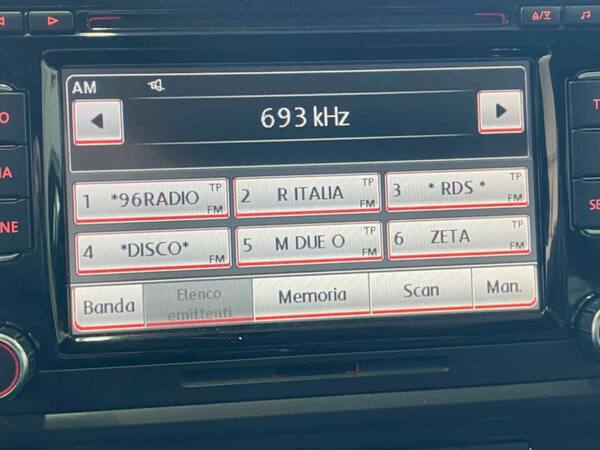 AM
693 kHz
1 *96RADIO TP FM
2 R ITALIA TP FM
3 * RDS * TP FM
4 *DISCO* FM
5 M DUE O TP FM
6 ZETA TP FM
Banda
Elenco
emittenti
Memoria
Scan
Man.